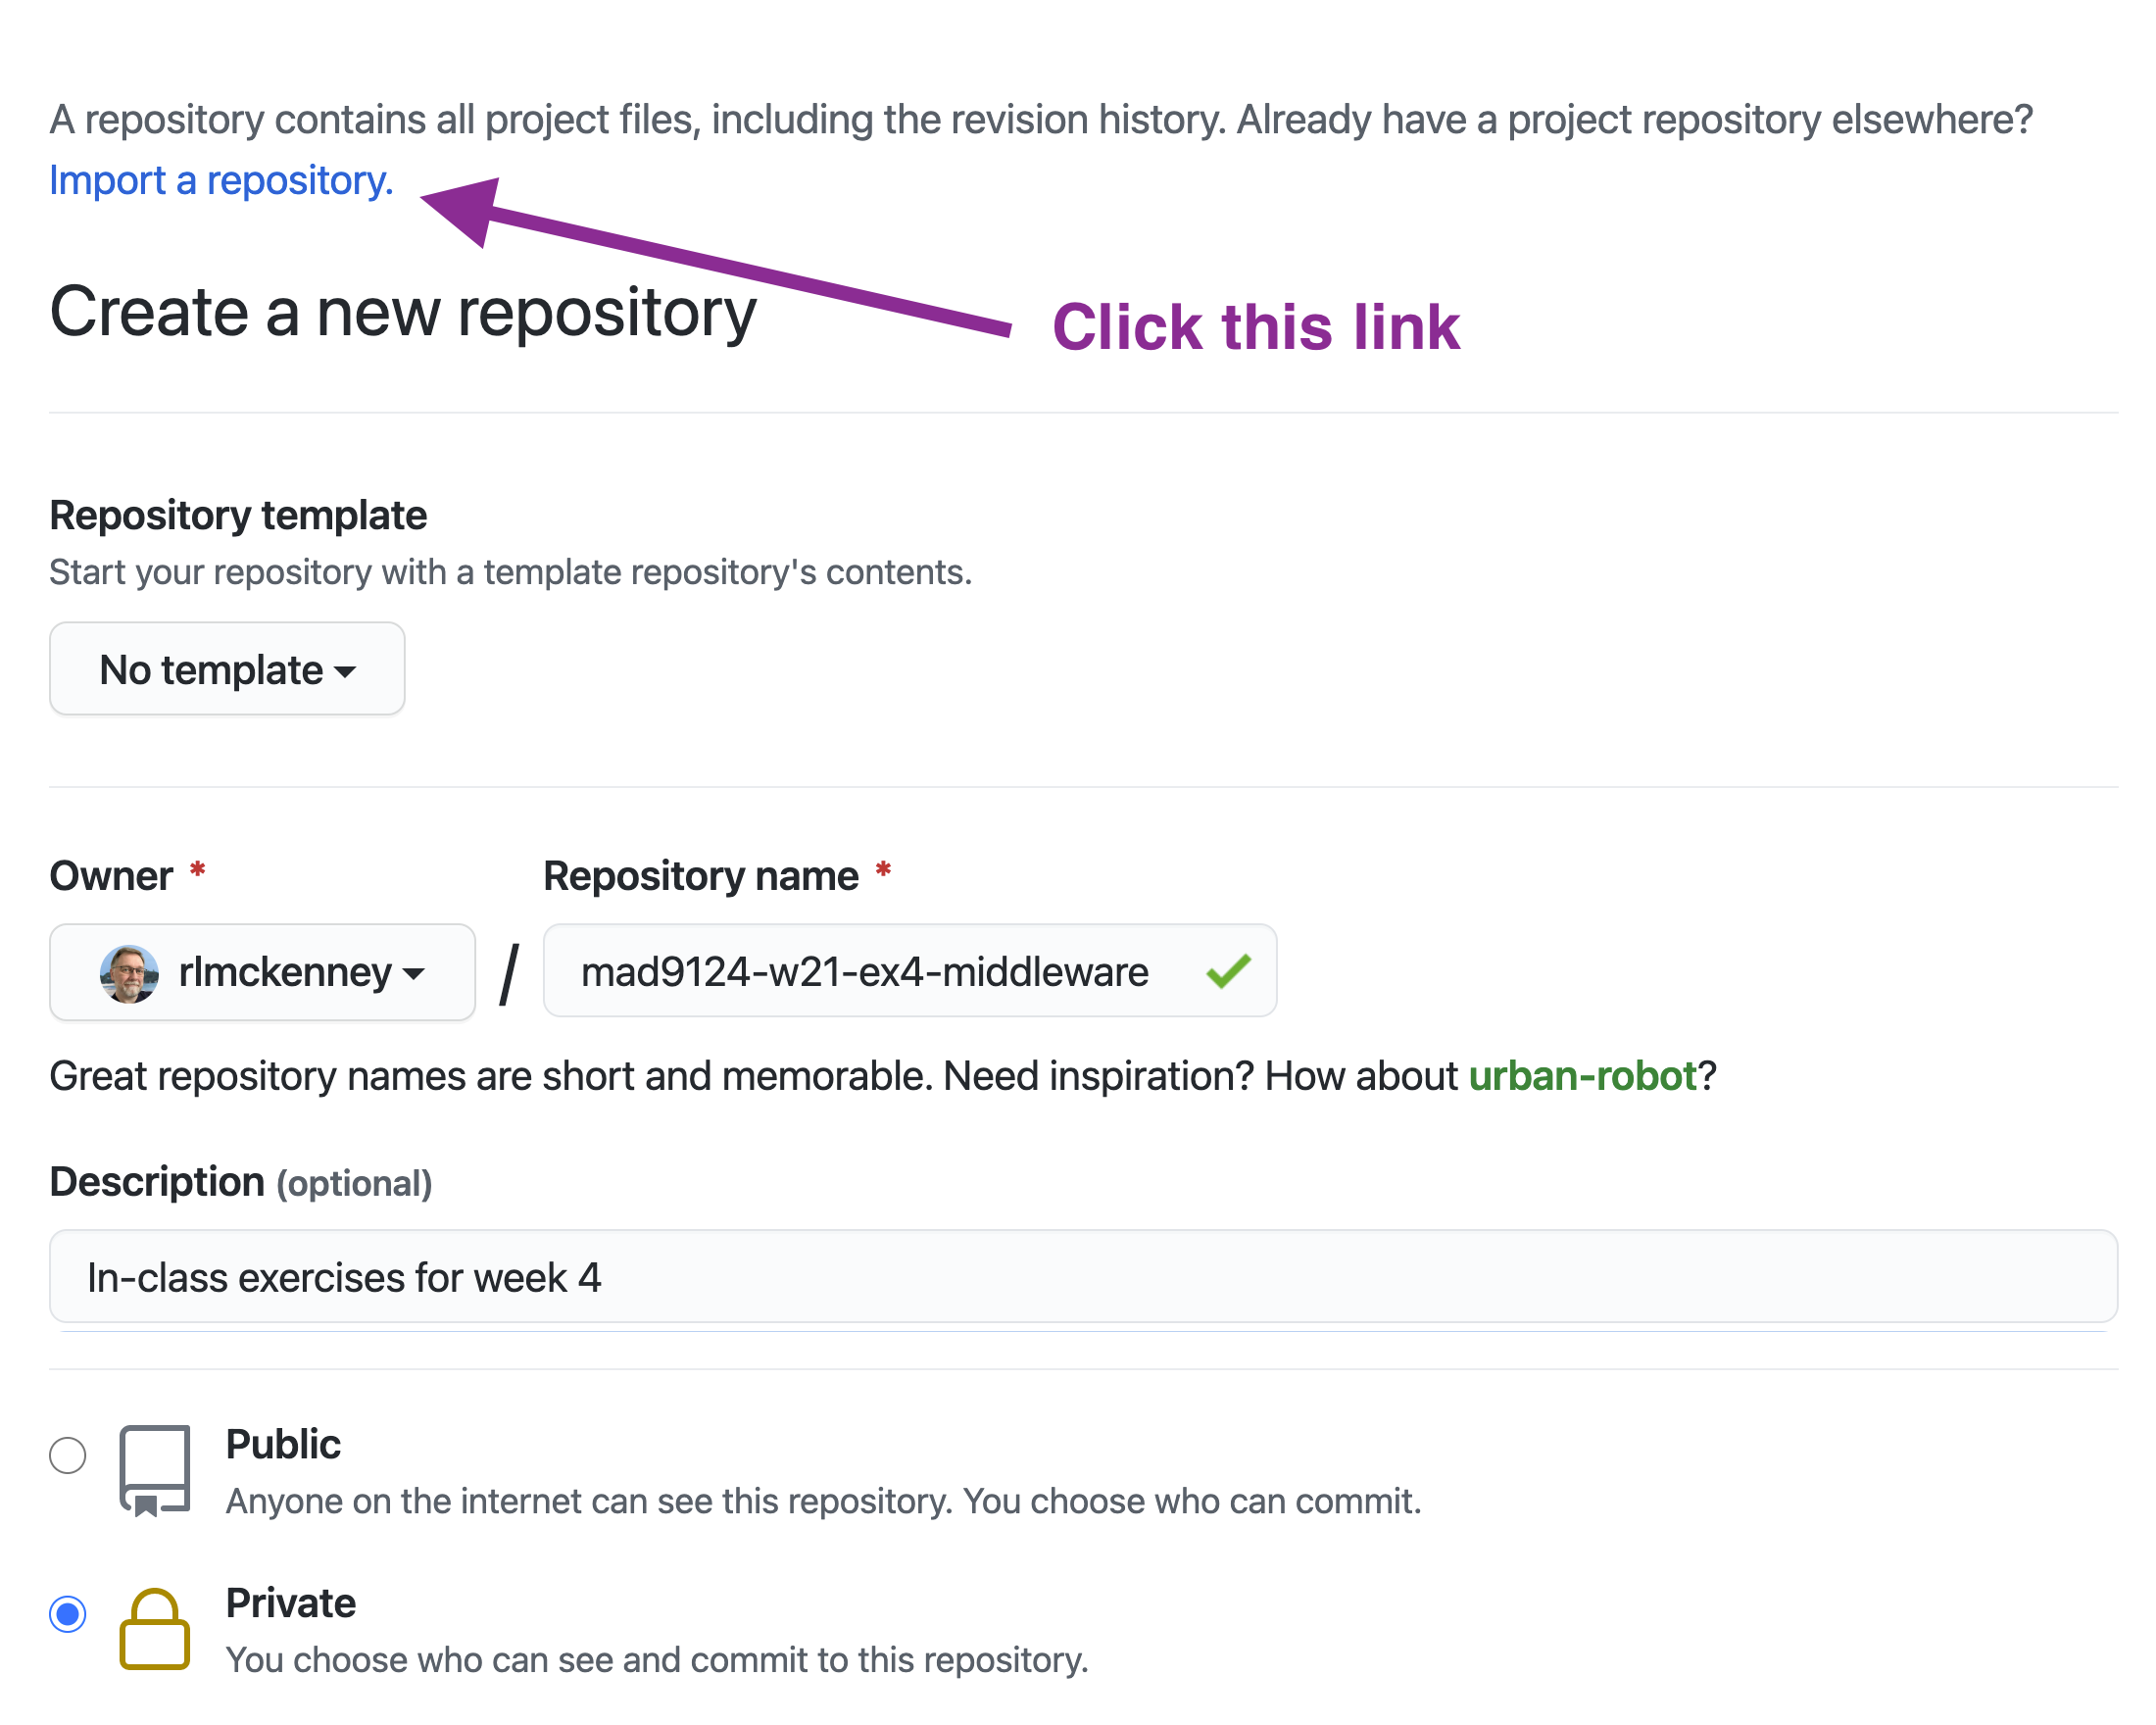 A repository contains all project files, including the revision history. Already have a project repository elsewhere?
Import a repository.
Create a new repository
Click this link
Repository template
Start your repository with a template repository's contents.
No template
Owner *
Repository name *
rlmckenney
/
mad9124-w21-ex4-middleware
Great repository names are short and memorable. Need inspiration? How about urban-robot?
Description (optional)
In-class exercises for week 4
Public
Anyone on the internet can see this repository. You choose who can commit.
Private
You choose who can see and commit to this repository.